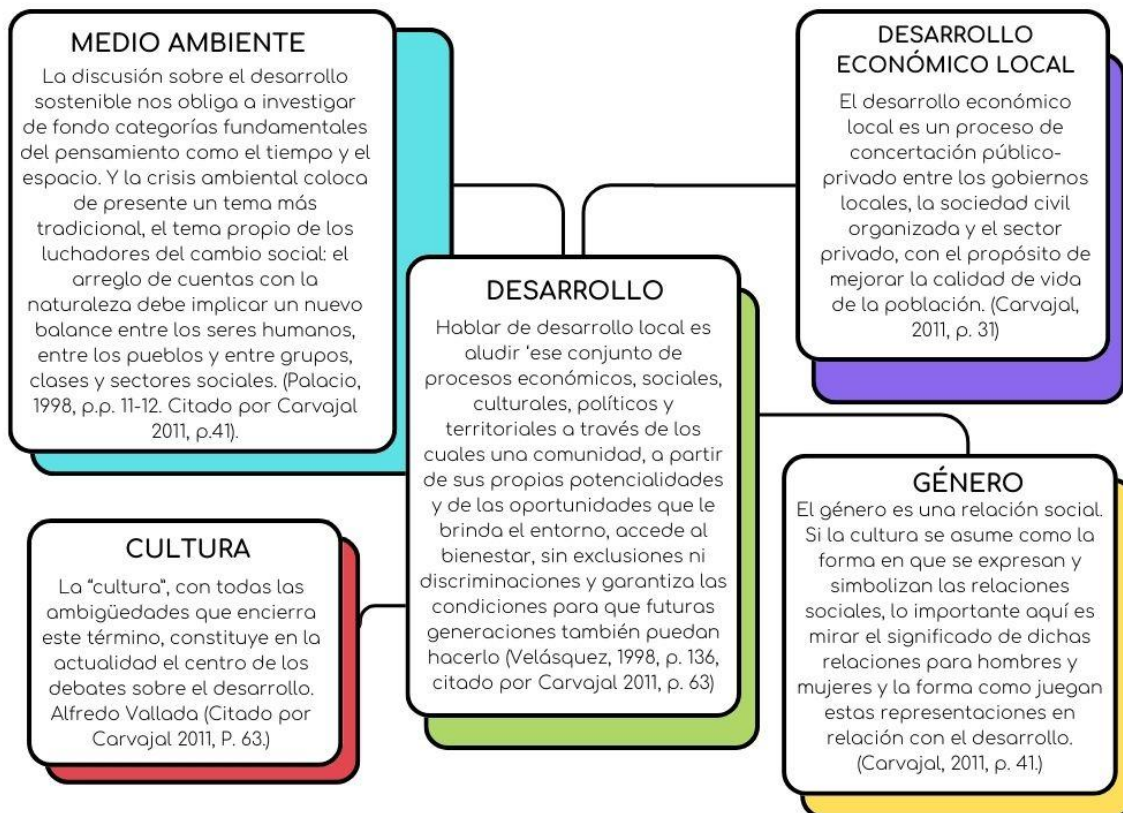 MEDIO AMBIENTE
La discusión sobre el desarrollo
sostenible nos obliga a investigar
de fondo categorías fundamentales
del pensamiento como el tiempo y el
espacio. Y la crisis ambiental coloca
de presente un tema más
tradicional, el tema propio de los
luchadores del cambio social: el
arreglo de cuentas con la
naturaleza debe implicar un nuevo
balance entre los seres humanos,
entre los pueblos y entre grupos,
clases y sectores sociales. (Palacio,
1998, p.p. 11-12. Citado por Carvajal
2011, p.41).
DESARROLLO
ECONÓMICO LOCAL
El desarrollo económico
local es un proceso de
concertación público-
privado entre los gobiernos
locales, la sociedad civil
organizada y el sector
privado, con el propósito de
mejorar la calidad de vida
de la población. (Carvajal,
2011, p. 31)
DESARROLLO
Hablar de desarrollo local es
aludir 'ese conjunto de
procesos económicos, sociales,
culturales, políticos y
territoriales a través de los
cuales una comunidad, a partir
de sus propias potencialidades
y de las oportunidades que le
brinda el entorno, accede al
bienestar, sin exclusiones ni
discriminaciones y garantiza las
condiciones para que futuras
generaciones también puedan
hacerlo (Velásquez, 1998, p. 136,
citado por Carvajal 2011, p. 63)
CULTURA
La "cultura", con todas las
ambigüedades que encierra
este término, constituye en la
actualidad el centro de los
debates sobre el desarrollo.
Alfredo Vallada (Citado por
Carvajal 2011, P. 63.)
GÉNERO
El género es una relación social.
Si la cultura se asume como la
forma en que se expresan y
simbolizan las relaciones
sociales, lo importante aquí es
mirar el significado de dichas
relaciones para hombres y
mujeres y la forma como juegan
estas representaciones en
relación con el desarrollo.
(Carvajal, 2011, p. 41.)